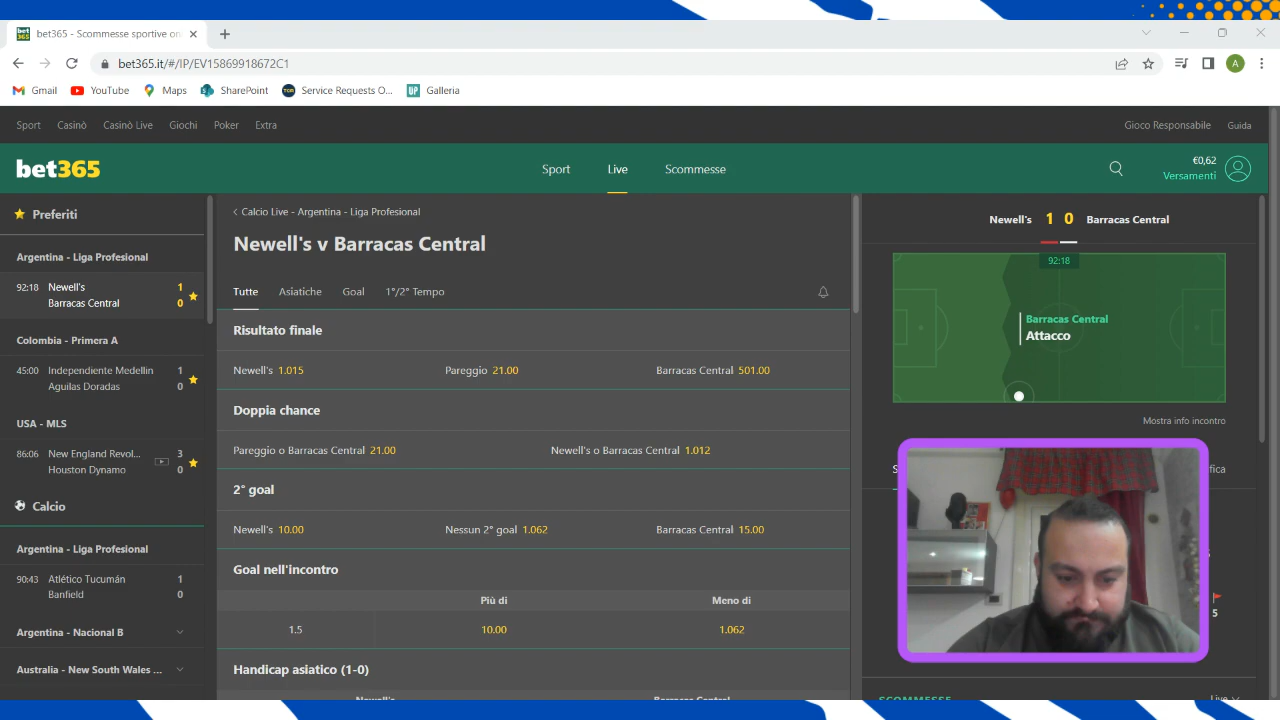 bet365 - Scommesse sportive on
bet365.it/#/IP/EV15869918672C1
A
Gmail YouTube Maps SharePoint Service Requests O... Galleria
Sport Casinò Casinò Live Giochi Poker Extra Gioco Responsabile Guida
bet365 Sport Live Scommesse €0,62
Versamenti
Preferiti
Argentina - Liga Profesional
92:18 Newell's 1
Barracas Central 0
Colombia - Primera A
45:00 Independiente Medellin 1
Aguilas Doradas 0
USA - MLS
86:06 New England Revol... 3
Houston Dynamo 0
Calcio
Argentina - Liga Profesional
90:43 Atlético Tucumán 1
Banfield 0
Argentina - Nacional B
Australia - New South Wales ...
Calcio Live - Argentina - Liga Profesional
Newell's v Barracas Central
Tutte Asiatiche Goal 1°/2° Tempo
Risultato finale
Newell's 1.015 Pareggio 21.00 Barracas Central 501.00
Doppia chance
Pareggio o Barracas Central 21.00 Newell's o Barracas Central 1.012
2° goal
Newell's 10.00 Nessun 2° goal 1.062 Barracas Central 15.00
Goal nell'incontro
Più di Meno di
1.5 10.00 1.062
Handicap asiatico (1-0)
Newell's Barracas Central
Newell's 1 0 Barracas Central
92:18
Barracas Central
Attacco
Mostra info incontro
fica
5
SCOMMESSE Live